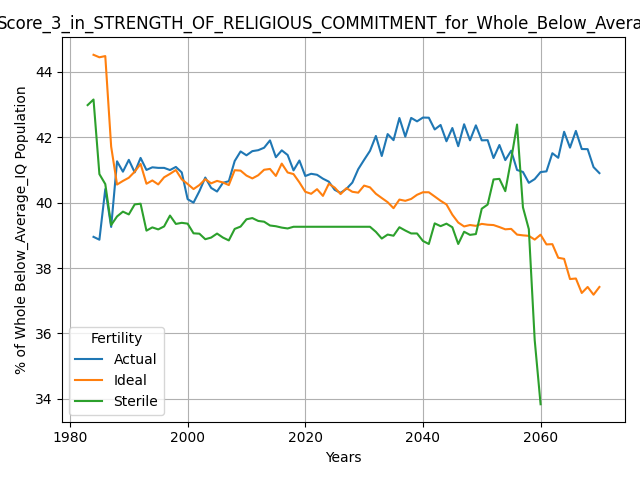 Score_3_in_STRENGTH_OF_RELIGIOUS_COMMITMENT_for_Whole_Below_Avera
% of Whole Below_Average_IQ Population
44
42
40
38
36
34
Fertility
Actual
Ideal
Sterile
1980
2000
2020
2040
2060
Years